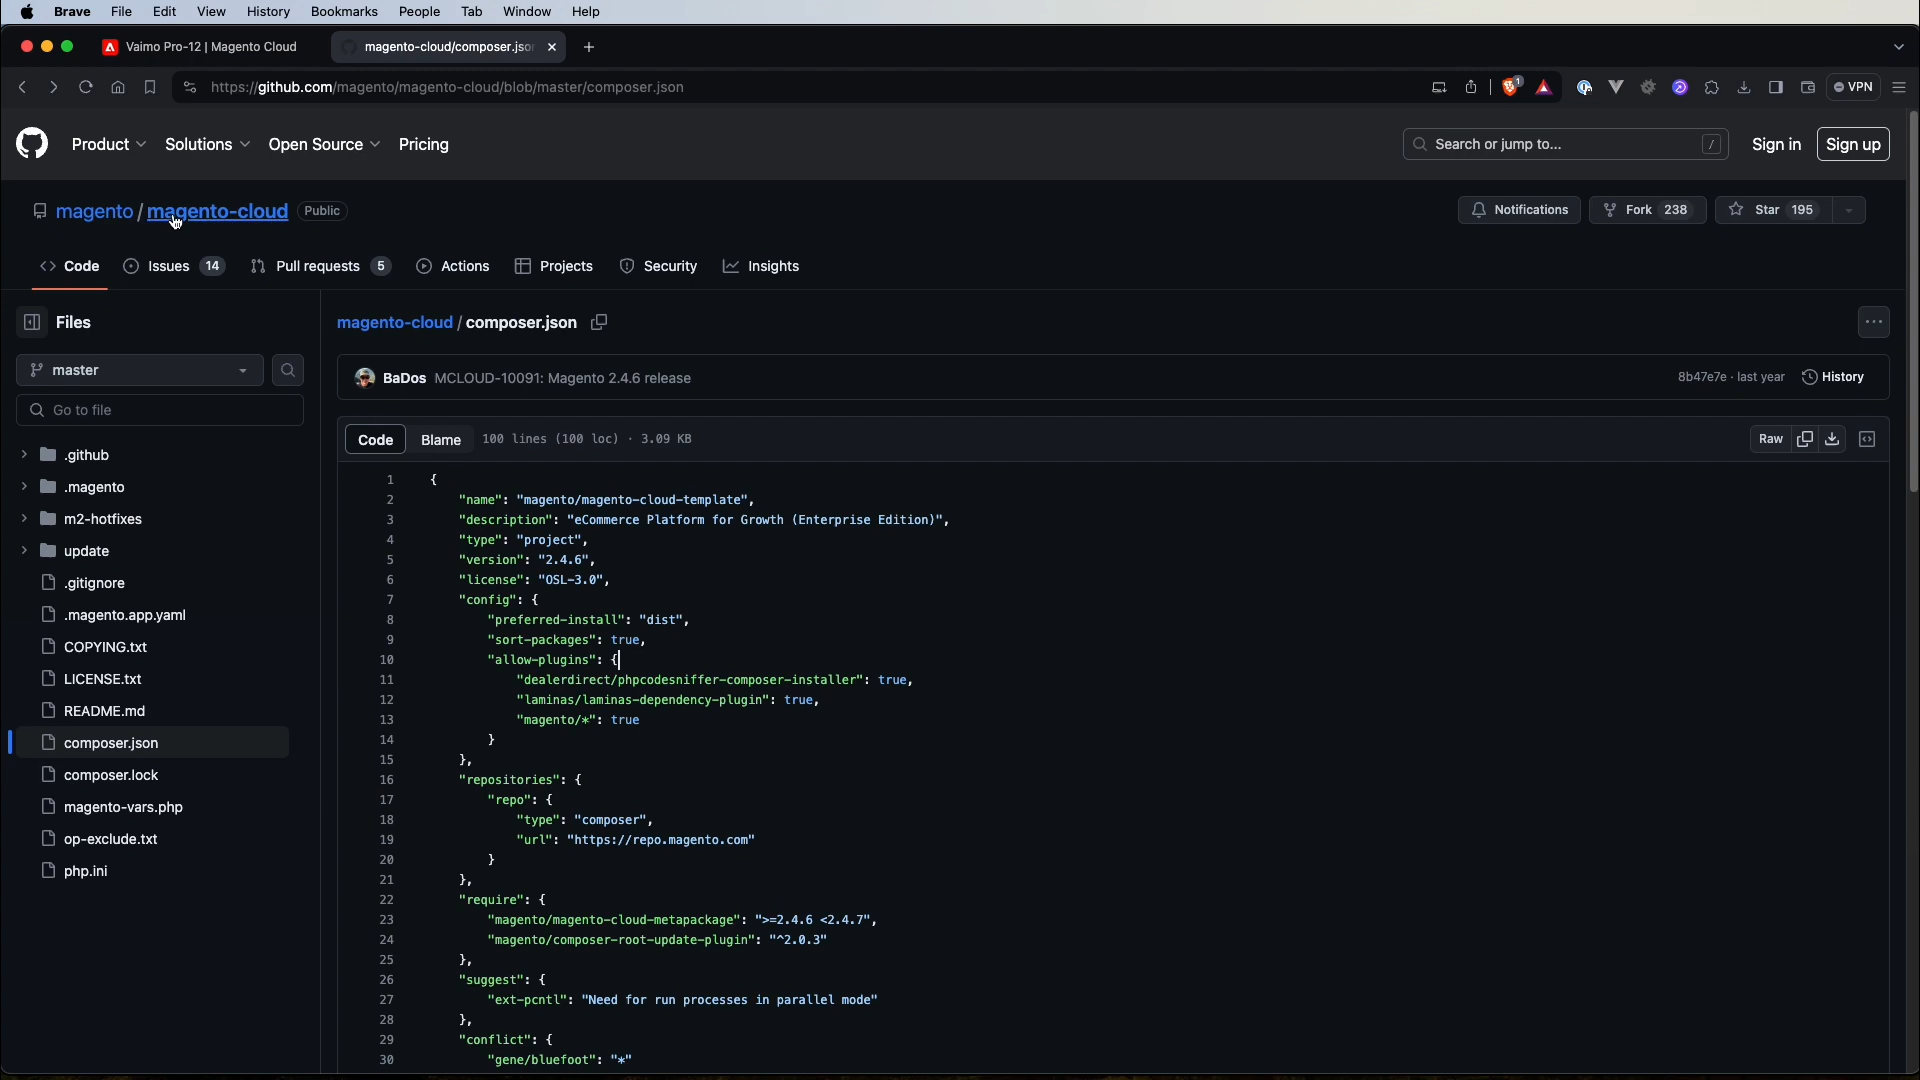 Brave File Edit View History Bookmarks People Tab Window Help
Vaimo Pro-12 | Magento Cloud
magento-cloud/composer.jso
https://github.com/magento/magento-cloud/blob/master/composer.json
1
VPN
Product Solutions Open Source Pricing
Search or jump to... /
Sign in
Sign up
magento / magento-cloud Public
Notifications
Fork 238
Star 195
Code
Issues 14
Pull requests 5
Actions
Projects
Security
Insights
Files
master
Go to file
.github
.magento
m2-hotfixes
update
.gitignore
.magento.app.yaml
COPYING.txt
LICENSE.txt
README.md
composer.json
composer.lock
magento-vars.php
op-exclude.txt
php.ini
magento-cloud / composer.json
BaDos MCLOUD-10091: Magento 2.4.6 release
8b47e7e · last year History
Code Blame 100 lines (100 loc) · 3.09 KB
Raw
1 {
2 "name": "magento/magento-cloud-template",
3 "description": "eCommerce Platform for Growth (Enterprise Edition)",
4 "type": "project",
5 "version": "2.4.6",
6 "license": "OSL-3.0",
7 "config": {
8 "preferred-install": "dist",
9 "sort-packages": true,
10 "allow-plugins": {
11 "dealerdirect/phpcodesniffer-composer-installer": true,
12 "laminas/laminas-dependency-plugin": true,
13 "magento/*": true
14 }
15 },
16 "repositories": {
17 "repo": {
18 "type": "composer",
19 "url": "https://repo.magento.com"
20 }
21 },
22 "require": {
23 "magento/magento-cloud-metapackage": ">=2.4.6 <2.4.7",
24 "magento/composer-root-update-plugin": "^2.0.3"
25 },
26 "suggest": {
27 "ext-pcntl": "Need for run processes in parallel mode"
28 },
29 "conflict": {
30 "gene/bluefoot": "*"